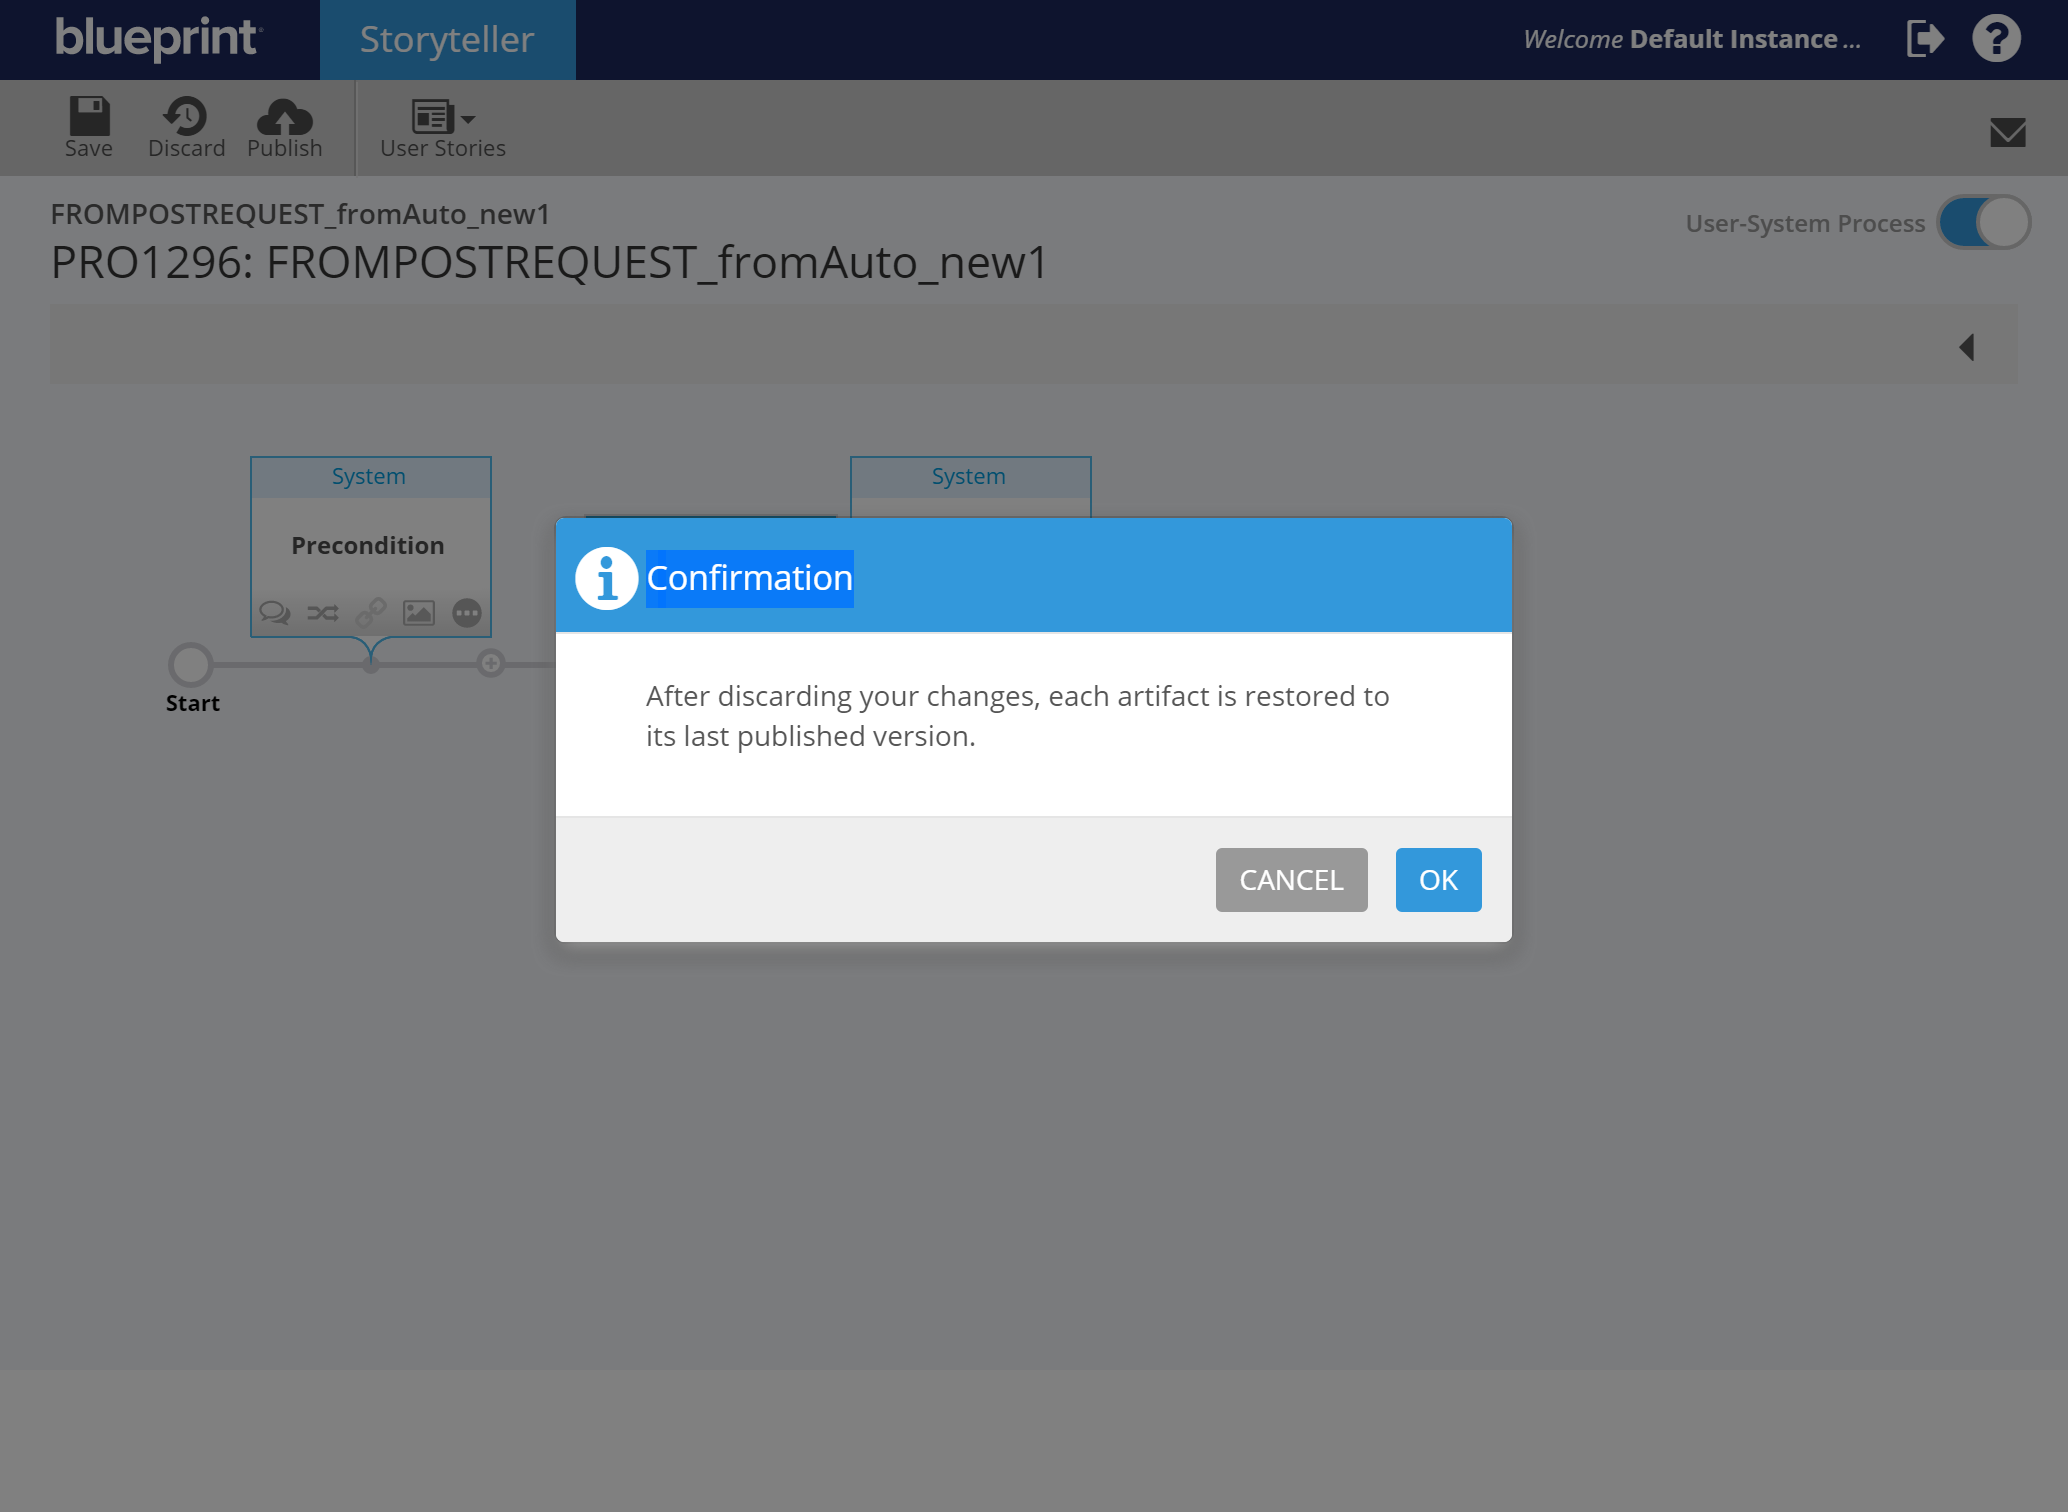 blueprint
Storyteller
Welcome Default Instance ...
Save
Discard
Publish
User Stories
FROMPOSTREQUEST_fromAuto_new1
User-System Process
PRO1296: FROMPOSTREQUEST_fromAuto_new1
System
System
Precondition
Start
Confirmation
After discarding your changes, each artifact is restored to
its last published version.
CANCEL
OK